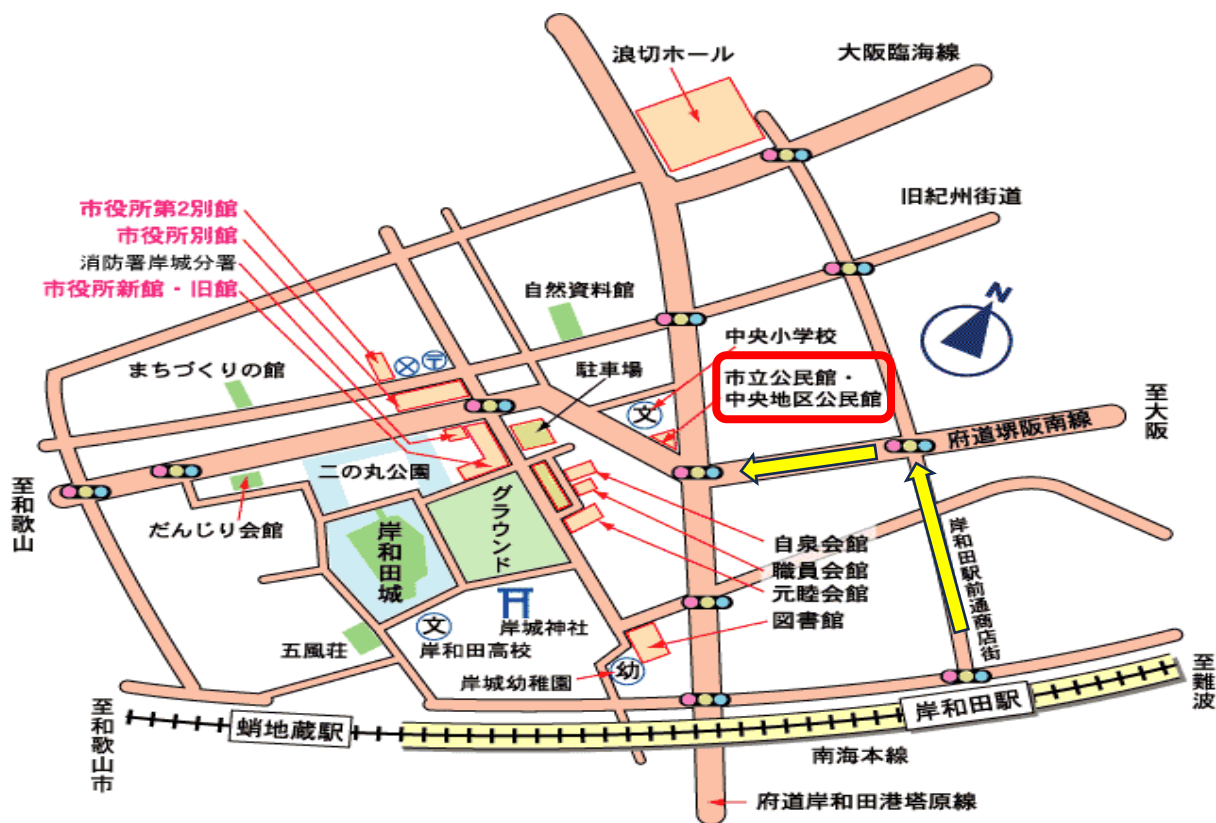 浪切ホール
大阪臨海線
旧紀州街道
市役所第2別館
市役所別館
消防署岸城分署
市役所新館・旧館
自然資料館
N
中央小学校
まちづくりの館
〒
駐車場
市立公民館・
中央地区公民館
文
至大阪
府道堺阪南線
二の丸公園
至和歌山
だんじり会館
グラウンド
岸和田城
自泉会館
職員会館
元睦会館
図書館
岸和田駅前通商店街
文
岸城神社
五風荘
岸和田高校
岸城幼稚園
幼
至難波
至和歌山市
蛸地蔵駅
岸和田駅
南海本線
府道岸和田港塔原線